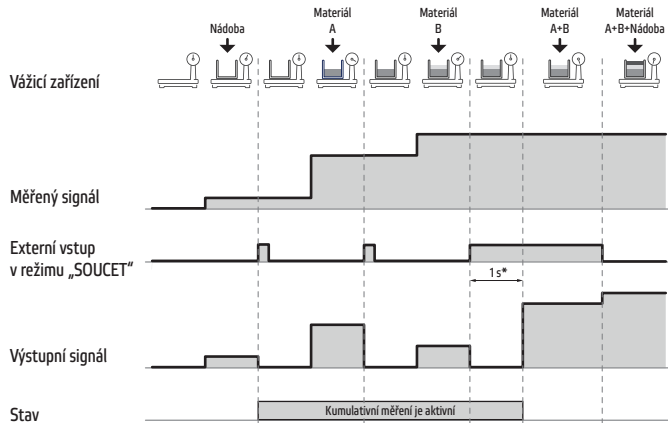 Nádoba
Materiál
A
Materiál
B
Materiál
A+B
Materiál
A+B+Nádoba
Vážicí zařízení
Měřený signál
Externí vstup
v režimu „SOUCET“
1 s*
Výstupní signál
Stav
Kumulativní měření je aktivní